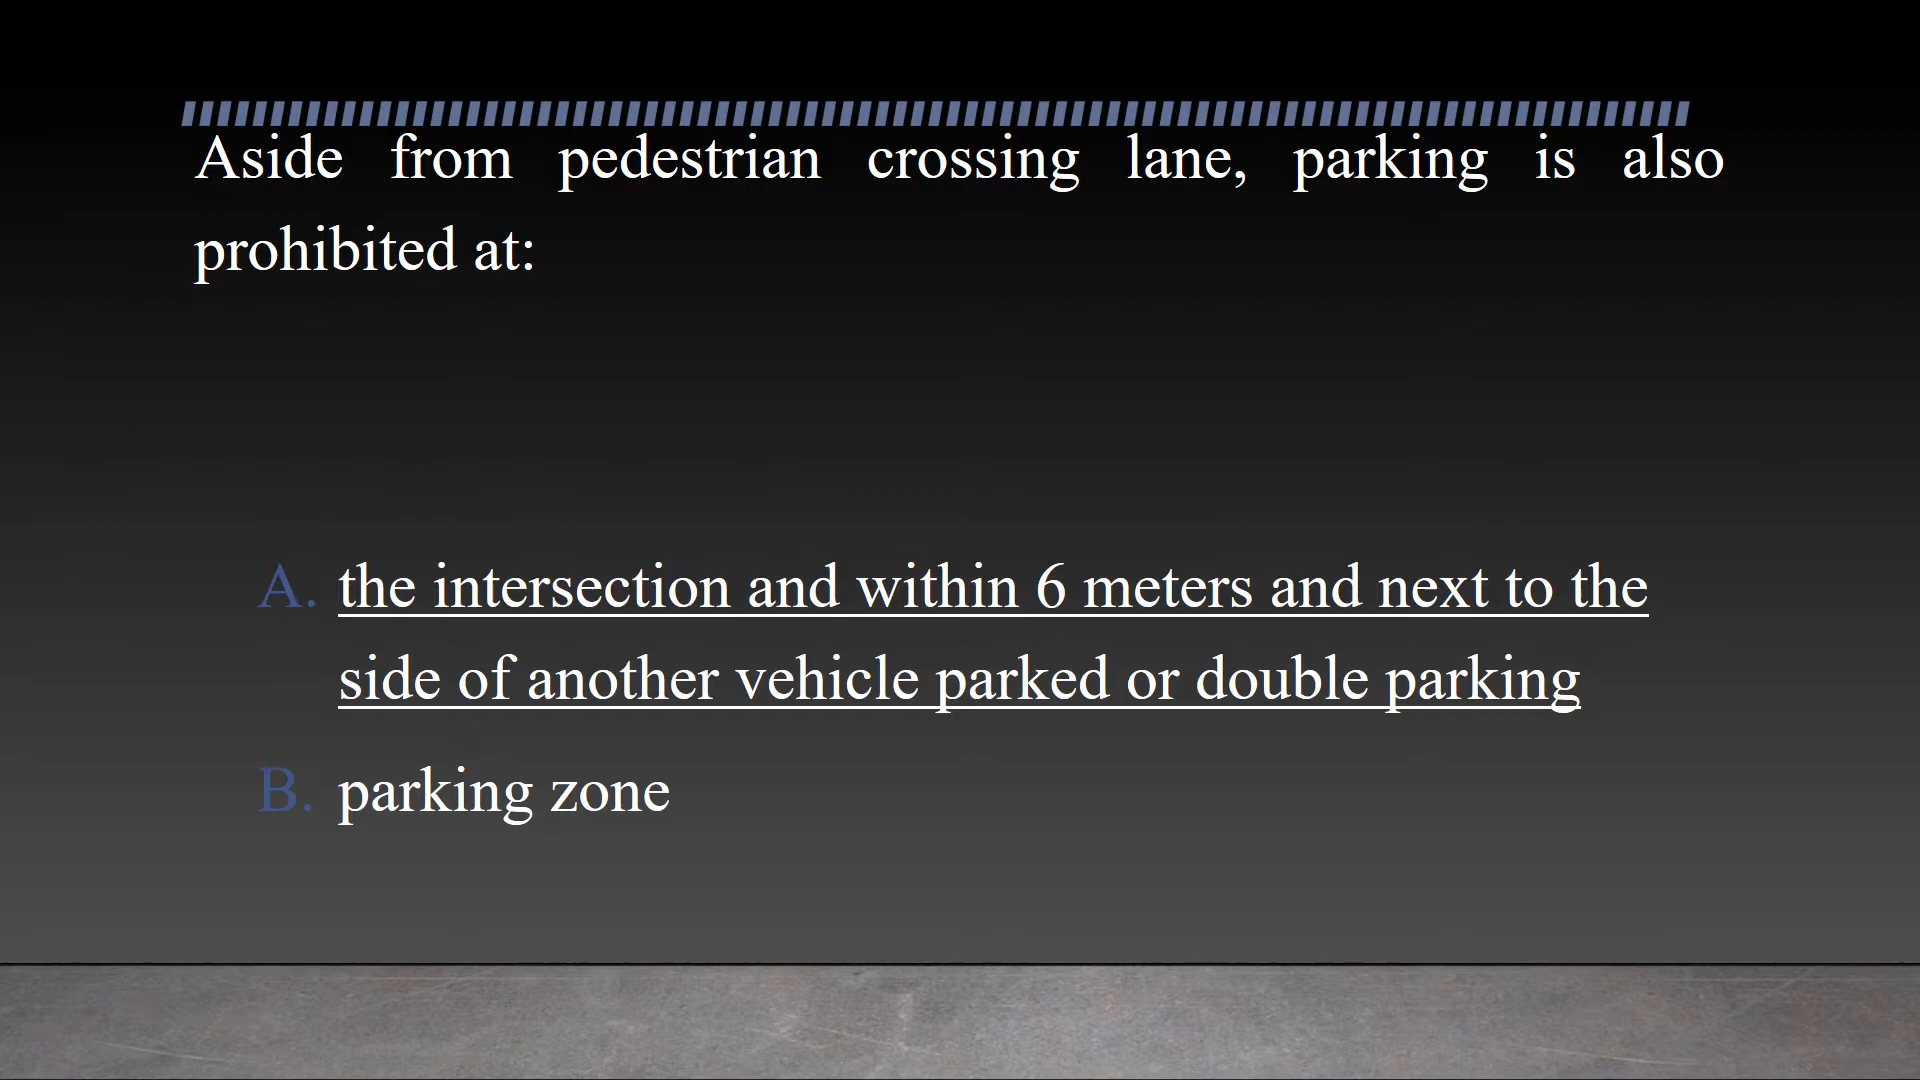 Aside from pedestrian crossing lane, parking is also
prohibited at:
A. the intersection and within 6 meters and next to the
side of another vehicle parked or double parking
B. parking zone